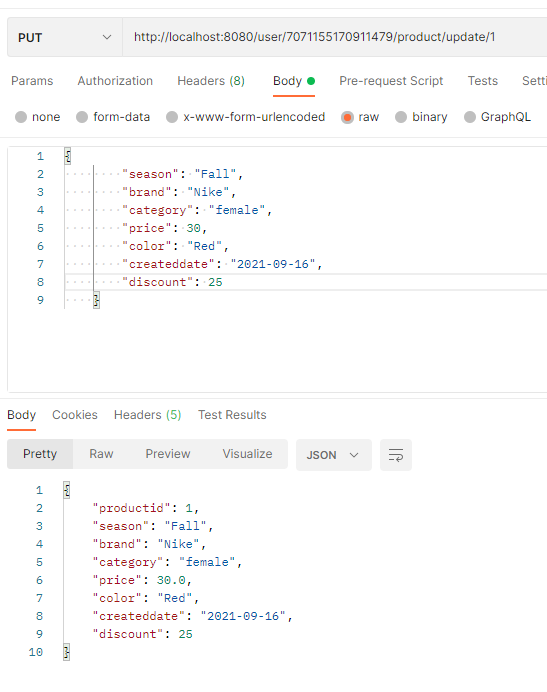 PUT http://localhost:8080/user/7071155170911479/product/update/1
Params Authorization Headers (8) Body Pre-request Script Tests Setti
none form-data x-www-form-urlencoded raw binary GraphQL
1 {
2 "season": "Fall",
3 "brand": "Nike",
4 "category": "female",
5 "price": 30,
6 "color": "Red",
7 "createddate": "2021-09-16",
8 "discount": 25
9 }
Body Cookies Headers (5) Test Results
Pretty Raw Preview Visualize JSON
1 {
2 "productid": 1,
3 "season": "Fall",
4 "brand": "Nike",
5 "category": "female",
6 "price": 30.0,
7 "color": "Red",
8 "createddate": "2021-09-16",
9 "discount": 25
10 }